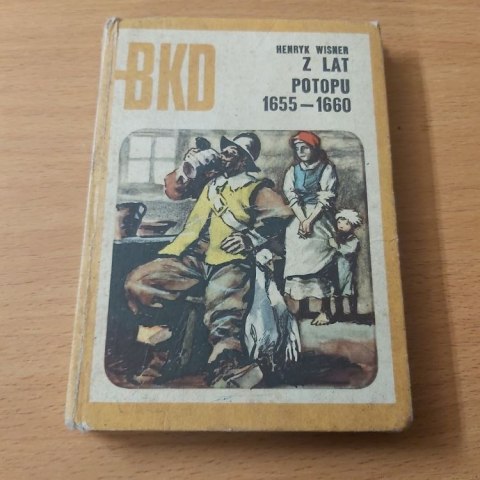 BKD
HENRYK WISNER
Z LAT
POTOPU
1655—1660